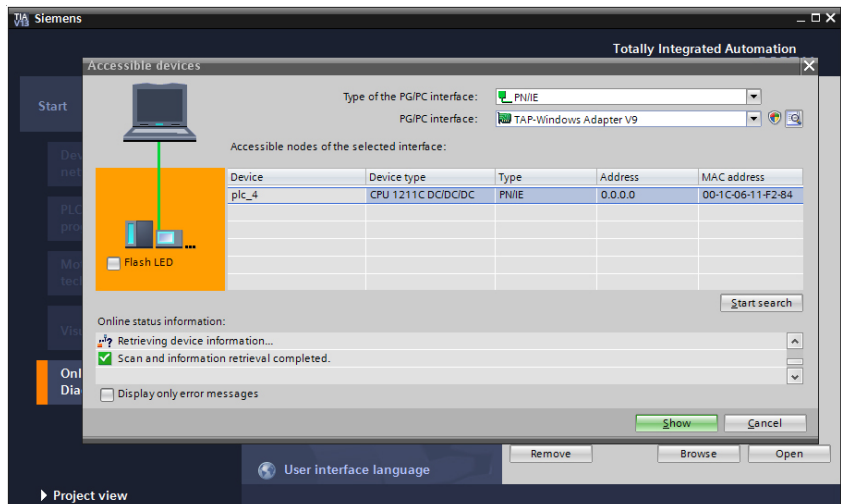 Siemens
Totally Integrated Automation
Accessible devices
Start
Type of the PG/PC interface: PN/IE
PG/PC interface: TAP-Windows Adapter V9
Accessible nodes of the selected interface:
Device Device type Type Address MAC address
plc_4 CPU 1211C DC/DC/DC PN/IE 0.0.0.0 00-1C-06-11-F2-84
Flash LED
Start search
Online status information:
Retrieving device information...
Scan and information retrieval completed.
Display only error messages
Show Cancel
Remove Browse Open
User interface language
Project view